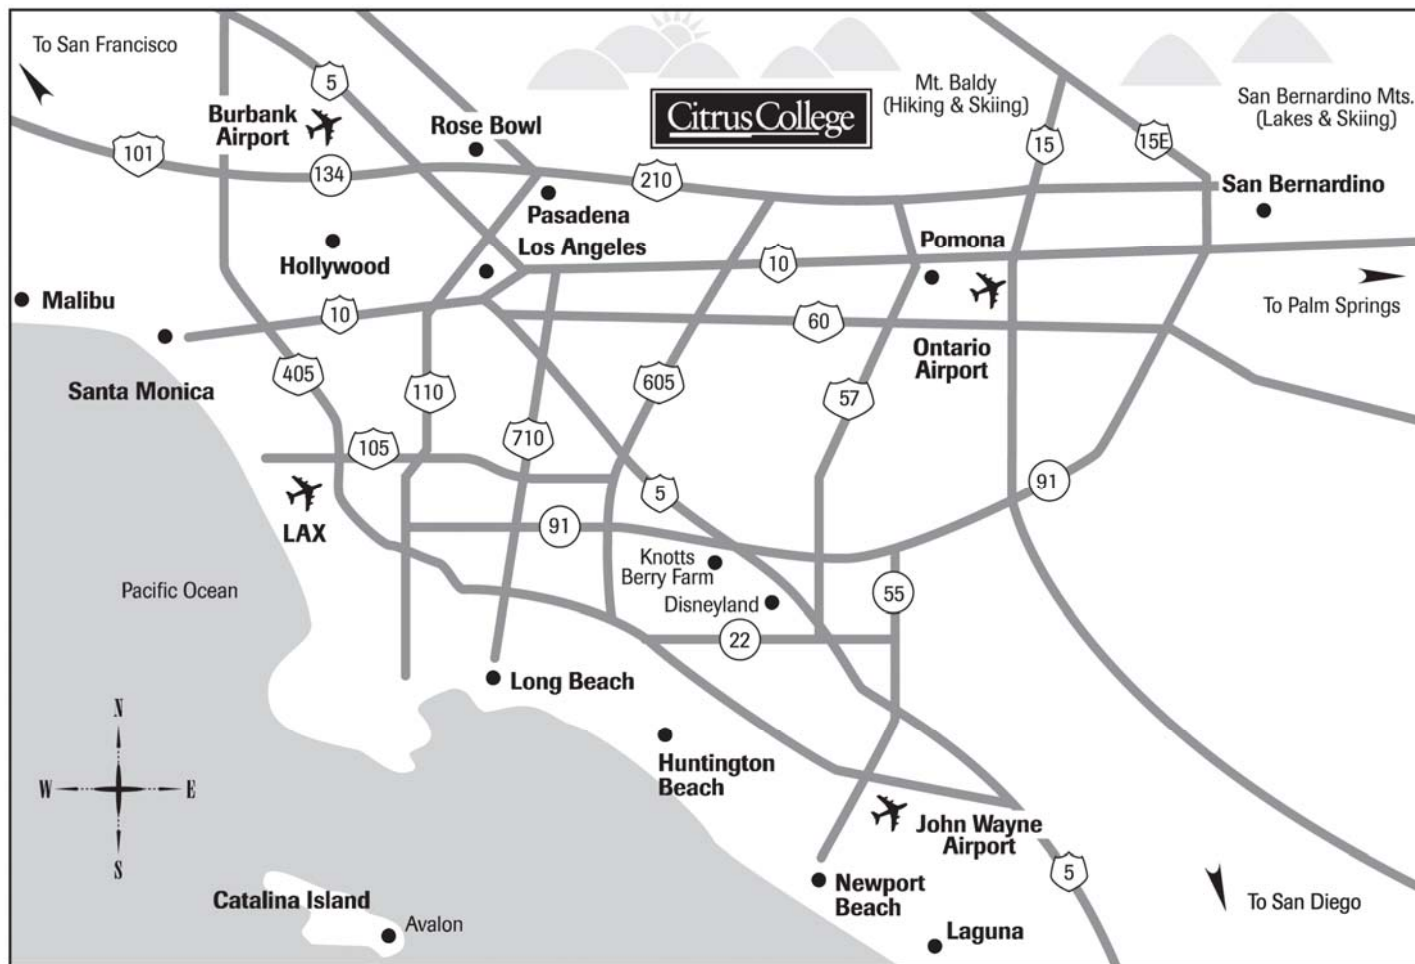 To San Francisco
5
Burbank
Airport
Rose Bowl
Citrus College
Mt. Baldy
(Hiking & Skiing)
San Bernardino Mts.
(Lakes & Skiing)
101
134
210
15
15E
San Bernardino
Pasadena
Los Angeles
Hollywood
Pomona
10
Malibu
To Palm Springs
10
60
Ontario
Airport
Santa Monica
405
110
605
57
105
710
5
91
LAX
91
Knotts
Berry Farm
Pacific Ocean
Disneyland
55
22
Long Beach
N
W
E
S
Huntington
Beach
John Wayne
Airport
5
Newport
Beach
To San Diego
Catalina Island
Avalon
Laguna